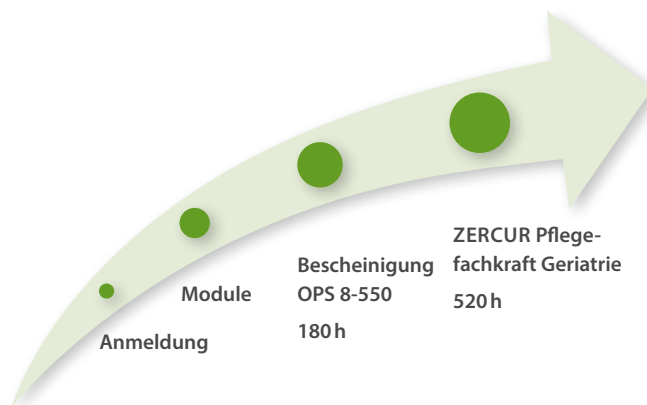 Anmeldung
Module
Bescheinigung
OPS 8-550
180 h
ZERCUR Pflege-
fachkraft Geriatrie
520 h